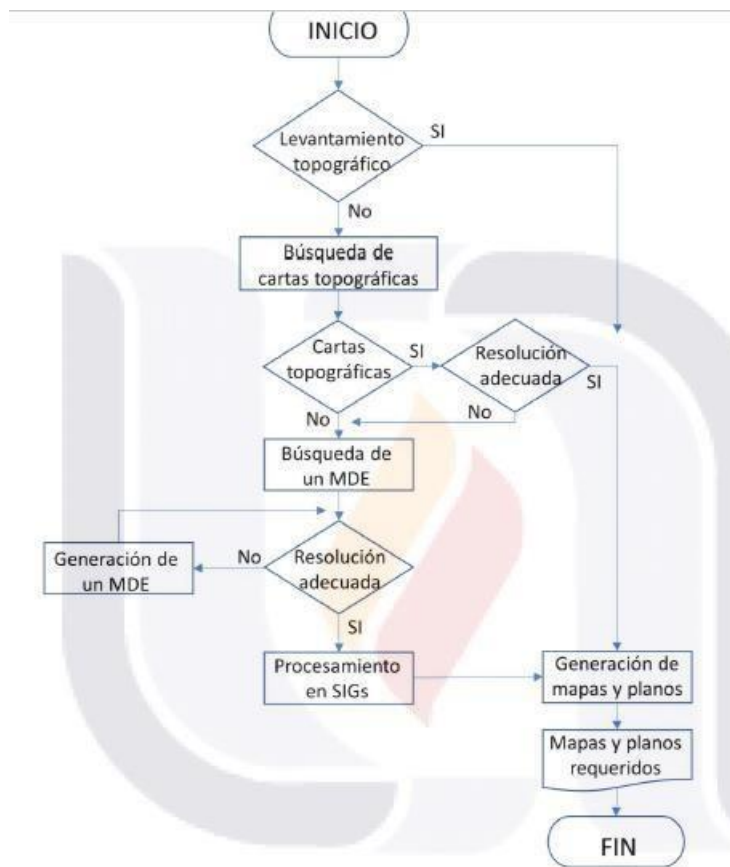 INICIO
Levantamiento
topográfico
SI
No
Búsqueda de
cartas topográficas
Cartas
topográficas
SI
Resolución
adecuada
SI
No
No
Búsqueda de
un MDE
Generación de
un MDE
No
Resolución
adecuada
SI
Procesamiento
en SIGs
Generación de
mapas y planos
Mapas y planos
requeridos
FIN